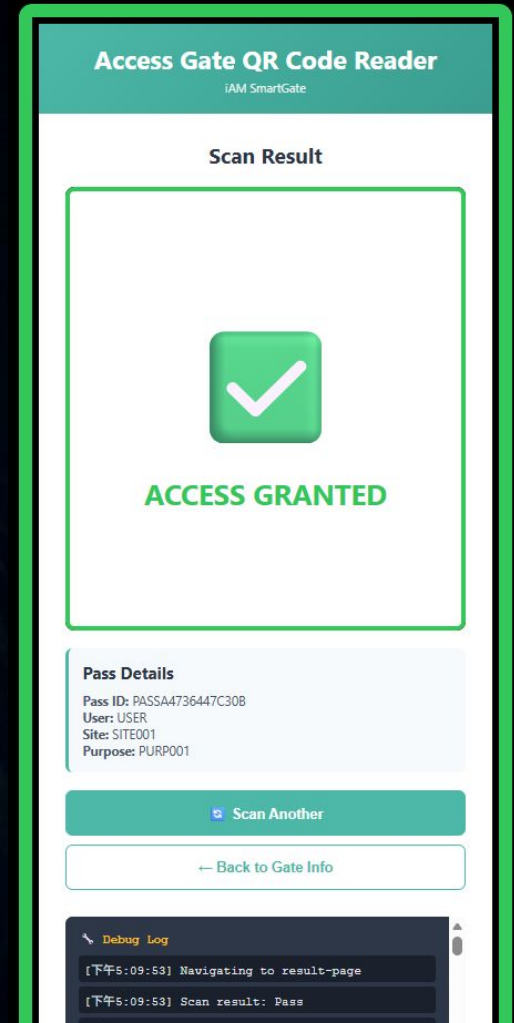 Access Gate QR Code Reader
iAM SmartGate
Scan Result
ACCESS GRANTED
Pass Details
Pass ID: PASSA4736447C30B
User: USER
Site: SITE001
Purpose: PURP001
Scan Another
← Back to Gate Info
Debug Log
[下午5:09:53] Navigating to result-page
[下午5:09:53] Scan result: Pass